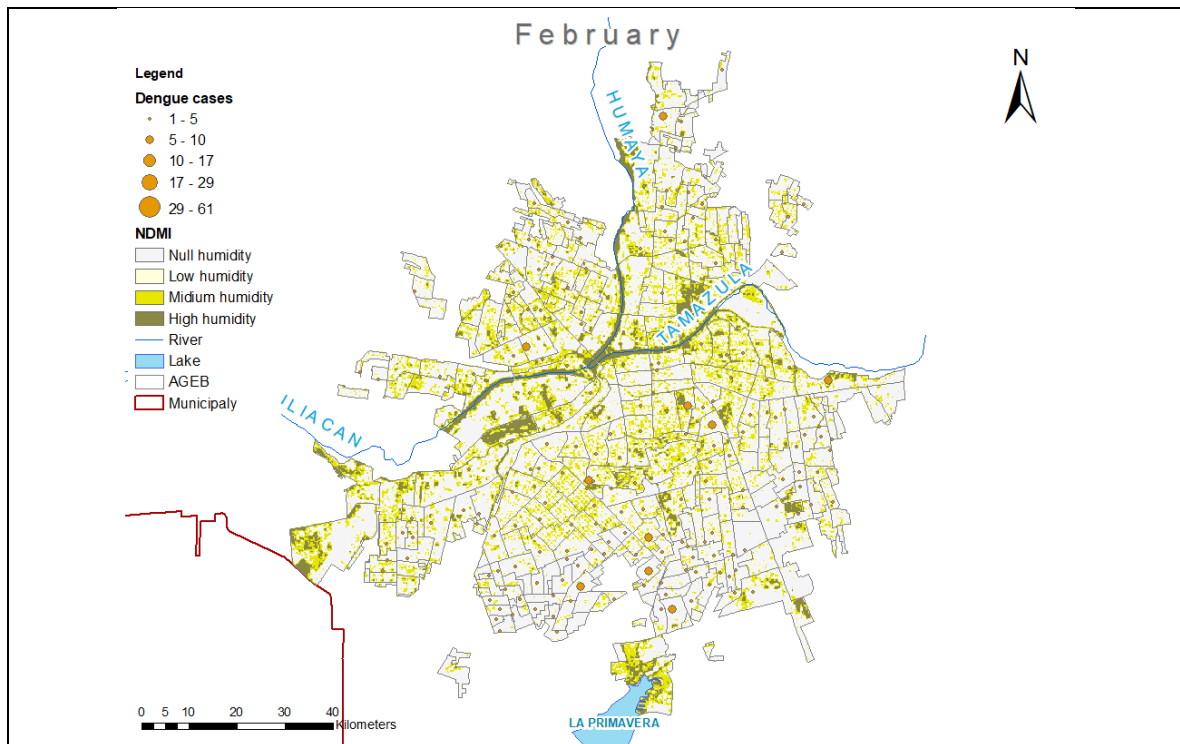 February
N
Legend
Dengue cases
1 - 5
5 - 10
10 - 17
17 - 29
29 - 61
NDMI
Null humidity
Low humidity
Midium humidity
High humidity
River
Lake
AGEB
Municipaly
HUMAYA
TAMAZULA
ILIACAN
LA PRIMAVERA
0 5 10 20 30 40
Kilometers